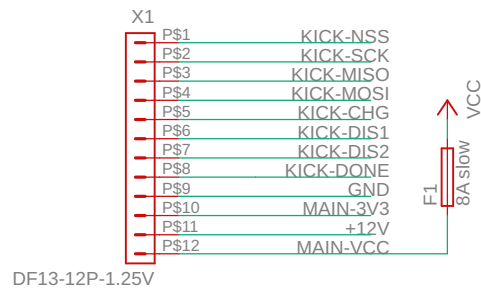 X1
P$1 KICK-NSS
P$2 KICK-SCK
P$3 KICK-MISO
P$4 KICK-MOSI
P$5 KICK-CHG
P$6 KICK-DIS1
P$7 KICK-DIS2
P$8 KICK-DONE
P$9 GND
P$10 MAIN-3V3
P$11 +12V
P$12 MAIN-VCC
DF13-12P-1.25V
VCC
F1
8A slow